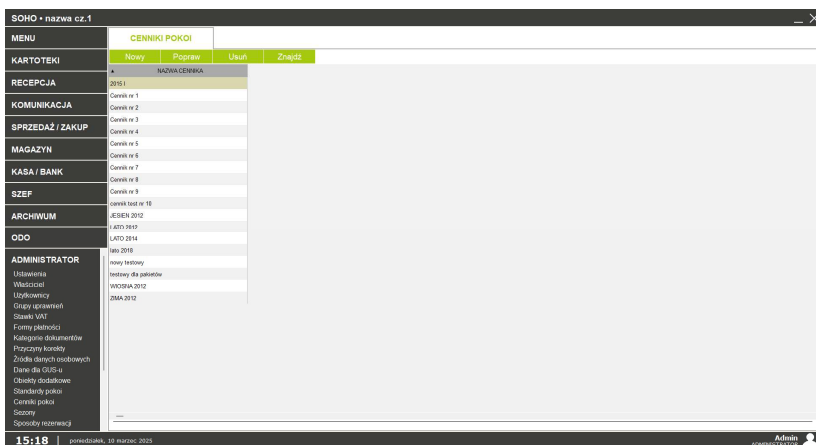 SOHO • nazwa cz.1
MENU
KARTOTEKI
RECEPCJA
KOMUNIKACJA
SPRZEDAŻ / ZAKUP
MAGAZYN
KASA / BANK
SZEF
ARCHIWUM
ODO
ADMINISTRATOR
Ustawienia
Właściciel
Użytkownicy
Grupy uprawnień
Stawki VAT
Formy płatności
Kategorie dokumentów
Przyczyny korekty
Źródła danych osobowych
Dane dla GUS-u
Obiekty dodatkowe
Standardy pokoi
Cenniki pokoi
Sezony
Sposoby rezerwacji
CENNIKI POKOI
Nowy Popraw Usuń Znajdź
NAZWA CENNIKA
2015 I
Cennik nr 1
Cennik nr 2
Cennik nr 3
Cennik nr 4
Cennik nr 5
Cennik nr 6
Cennik nr 7
Cennik nr 8
Cennik nr 9
cennik test nr 10
JESIEN 2012
LATO 2012
LATO 2014
lato 2018
nowy testowy
testowy dla pakietów
WIOSNA 2012
ZIMA 2012
15:18 | poniedziałek, 10 marzec 2025
Admin
ADMINISTRATOR